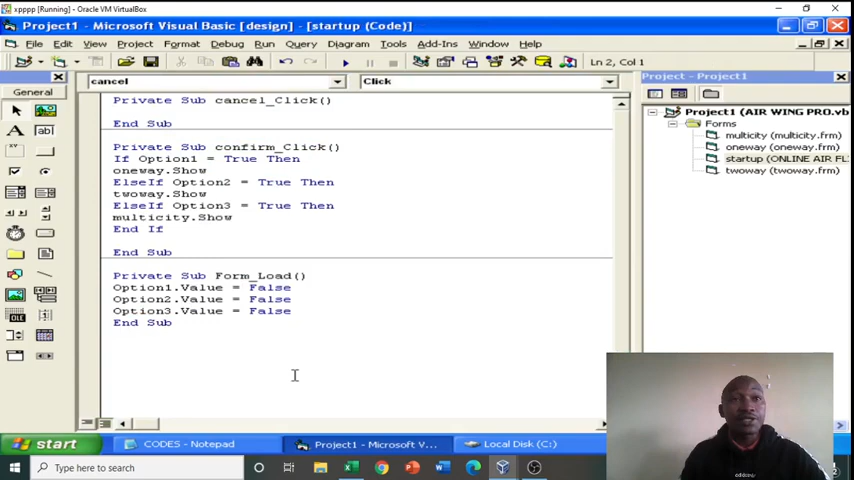 xpppp [Running] - Oracle VM VirtualBox
Project1 - Microsoft Visual Basic [design] - [startup (Code)]
File Edit View Project Format Debug Run Query Diagram Tools Add-Ins Window Help
Ln 2, Col 1
General
cancel
Click
Private Sub cancel_Click()
End Sub
Private Sub confirm_Click()
If Option1 = True Then
oneway.Show
ElseIf Option2 = True Then
twoway.Show
ElseIf Option3 = True Then
multicity.Show
End If
End Sub
Private Sub Form_Load()
Option1.Value = False
Option2.Value = False
Option3.Value = False
End Sub
Project - Project1
Project1 (AIR WING PRO.vb
Forms
multicity (multicity.frm)
oneway (oneway.frm)
startup (ONLINE AIR FL
twoway (twoway.frm)
start
CODES - Notepad
Project1 - Microsoft V...
Local Disk (C:)
Type here to search